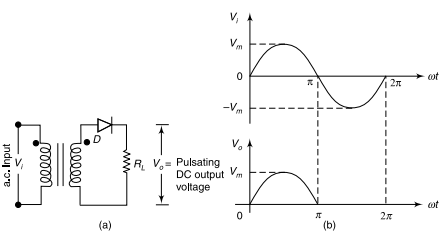 a.c. Input
V_i
D
R_L
V_o = Pulsating
DC output
voltage
(a)
V_i
V_m
0
π
2π
ωt
–V_m
V_o
V_m
0
π
2π
ωt
(b)